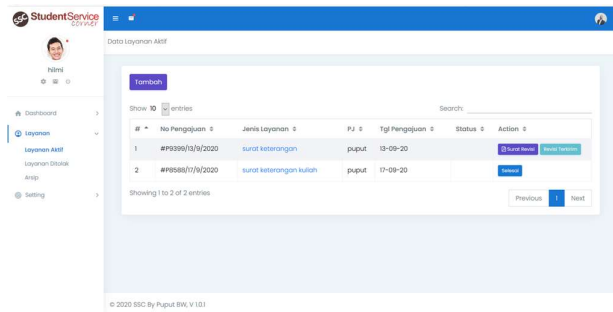 SSC StudentService
corner
Data Layanan Aktif
hilmi
Dashboard
Layanan
Layanan Aktif
Layanan Ditolak
Arsip
Setting
Tambah
Show 10 entries
Search:
# No Pengajuan Jenis Layanan PJ Tgl Pengajuan Status Action
1 #P9399/13/9/2020 surat keterangan puput 13-09-20 Surat Revisi Revisi Terkirim
2 #P8588/17/9/2020 surat keterangan kuliah puput 17-09-20 Selesai
Showing 1 to 2 of 2 entries
Previous 1 Next
© 2020 SSC By Puput BW, V 1.0.1